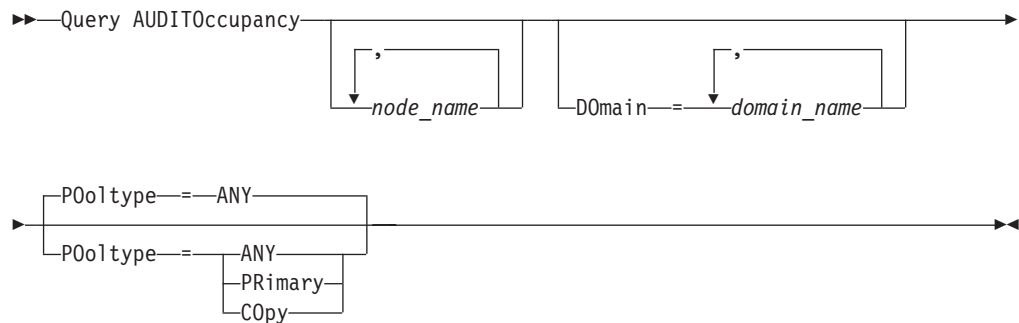 Query AUDITOccupancy
, ,
node_name DOmain = domain_name
POoltype = ANY
POoltype = ANY
PRimary
COpy